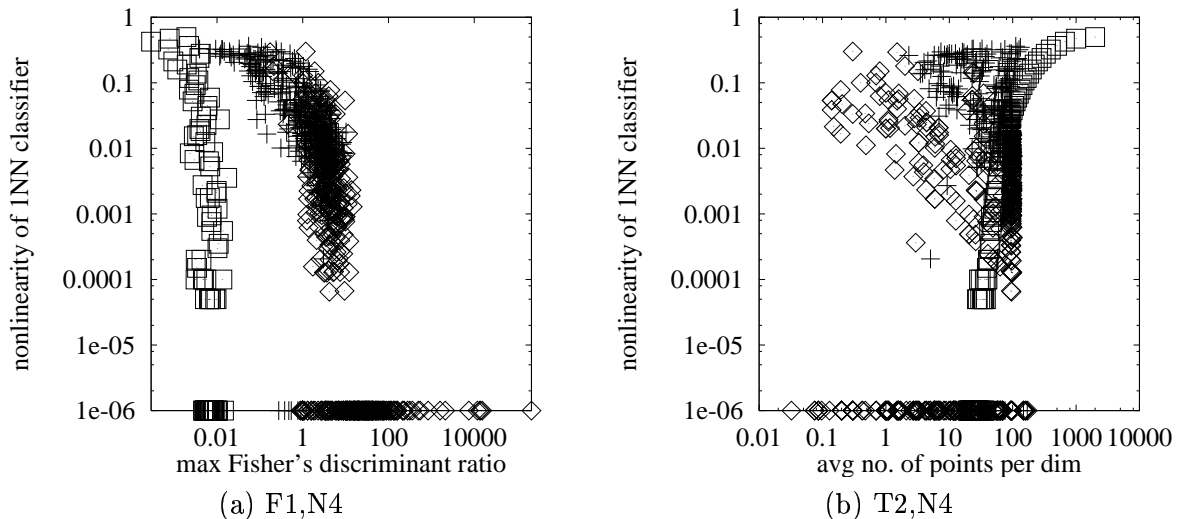 nonlinearity of 1NN classifier
1
0.1
0.01
0.001
0.0001
1e-05
1e-06
0.01 1 100 10000
max Fisher's discriminant ratio
(a) F1,N4
nonlinearity of 1NN classifier
1
0.1
0.01
0.001
0.0001
1e-05
1e-06
0.01 0.1 1 10 100 1000 10000
avg no. of points per dim
(b) T2,N4